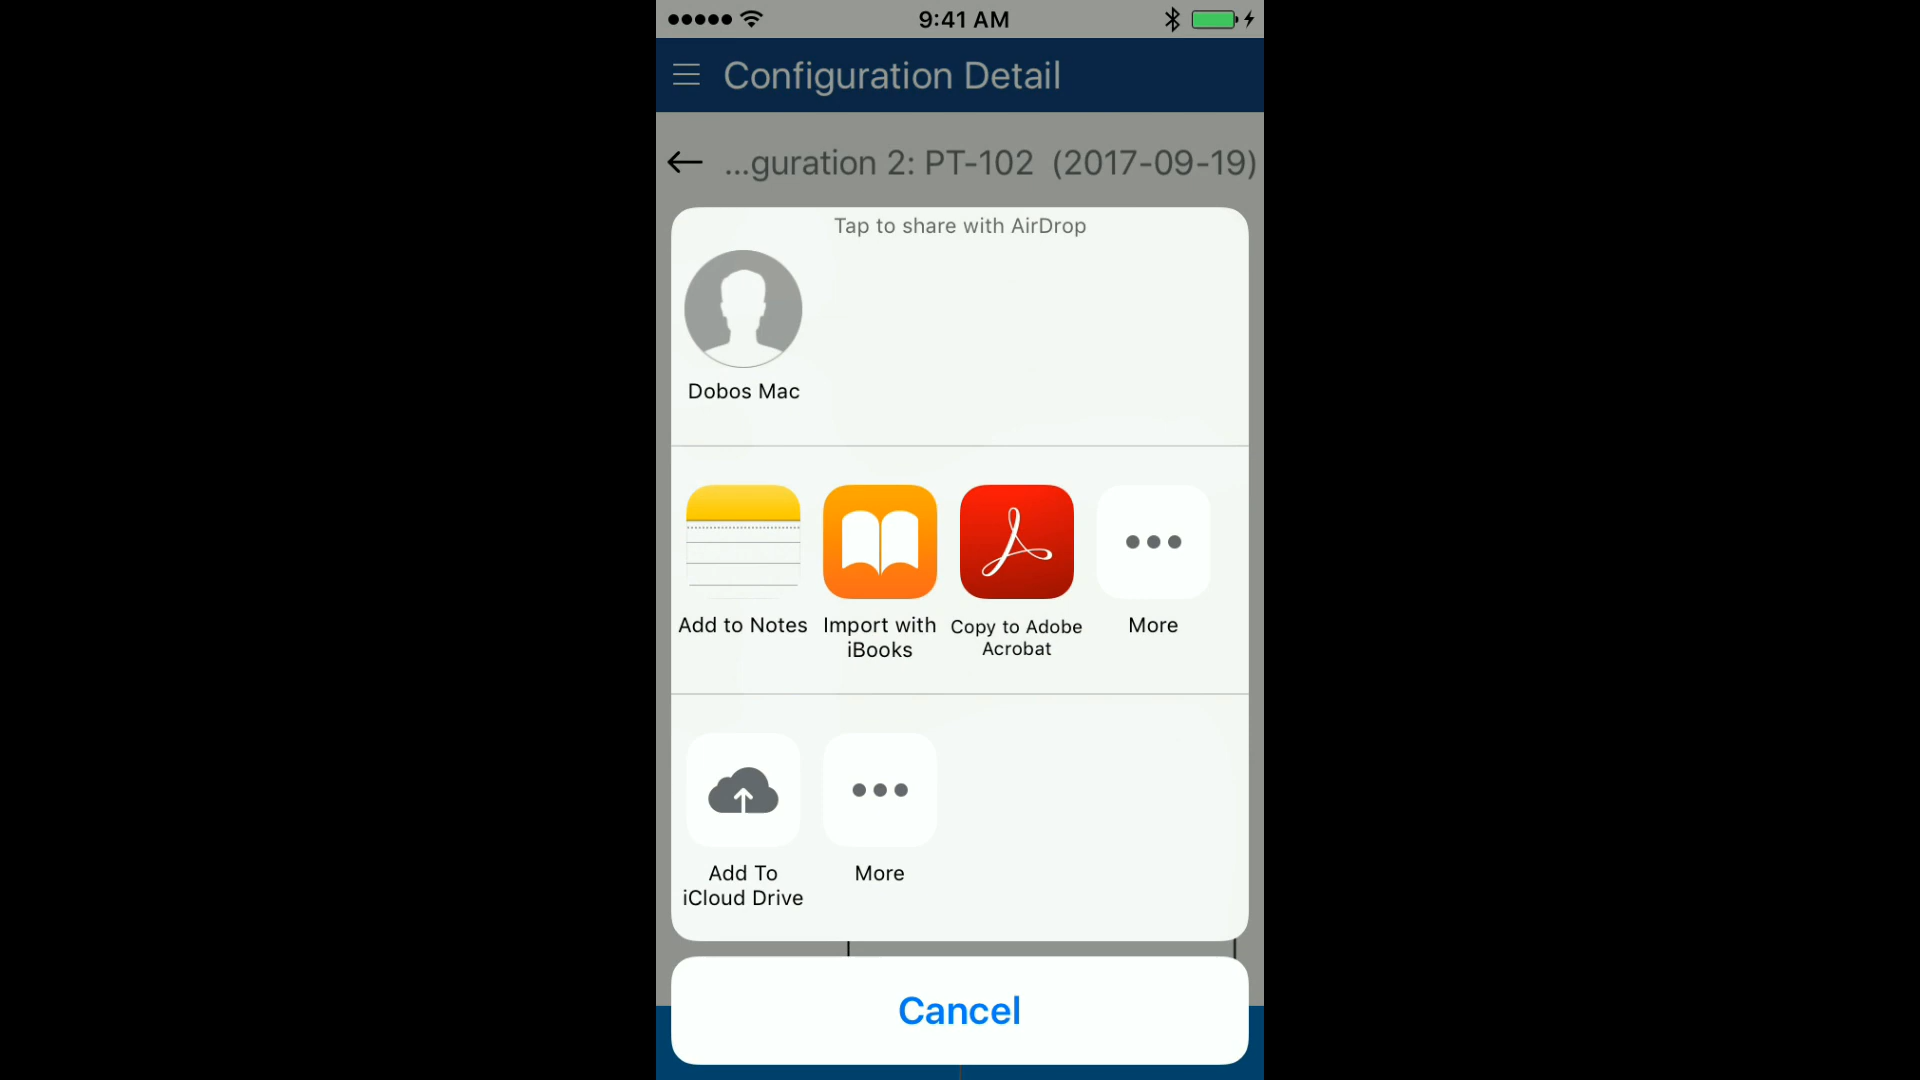 9:41 AM
Configuration Detail
...guration 2: PT-102 (2017-09-19)
Tap to share with AirDrop
Dobos Mac
Add to Notes
Import with
iBooks
Copy to Adobe
Acrobat
More
Add To
iCloud Drive
More
Cancel